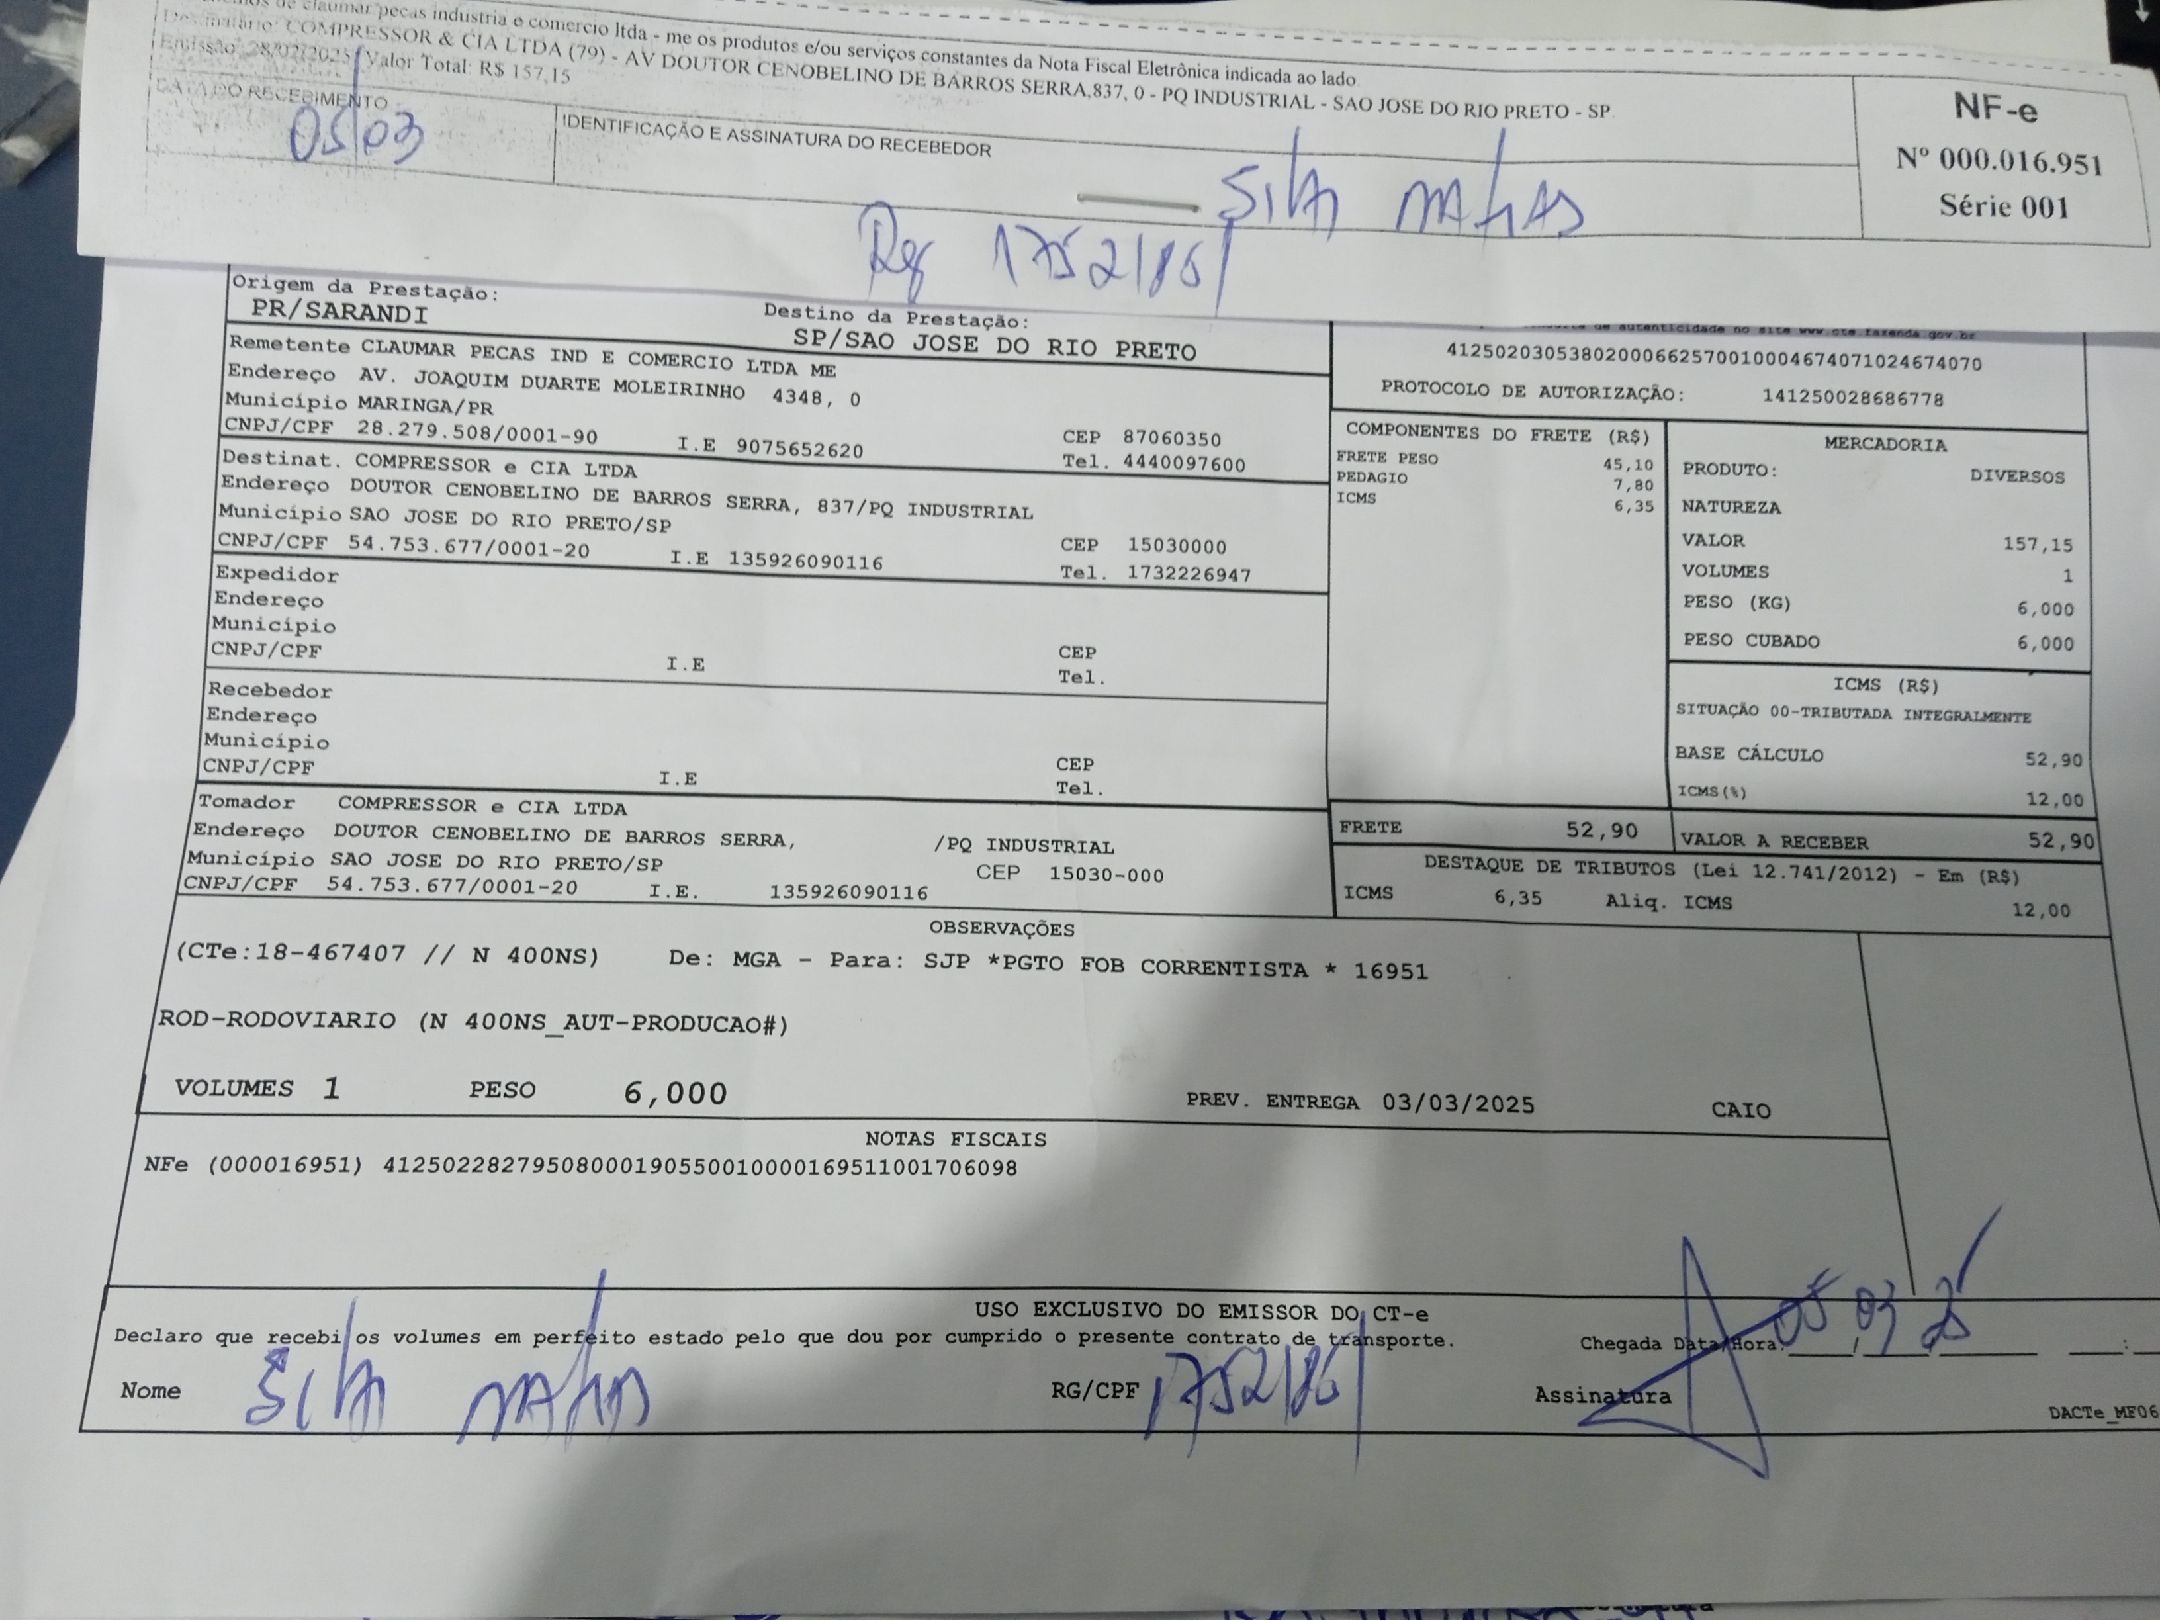 de claumar pecas industria e comercio ltda - me os produtos e/ou serviços constantes da Nota Fiscal Eletrônica indicada ao lado.
Destinatário: COMPRESSOR & CIA LTDA (79) - AV DOUTOR CENOBELINO DE BARROS SERRA,837, 0 - PQ INDUSTRIAL - SAO JOSE DO RIO PRETO - SP.
Emissão: 28/02/2025 Valor Total: R$ 157,15
DATA DO RECEBIMENTO
05/03
IDENTIFICAÇÃO E ASSINATURA DO RECEBEDOR
NF-e
Nº 000.016.951
Série 001
Origem da Prestação:
PR/SARANDI
Destino da Prestação:
SP/SAO JOSE DO RIO PRETO
de autenticidade no site www.cte.fazenda.gov.br
41250203053802000662570010004674071024674070
PROTOCOLO DE AUTORIZAÇÃO: 141250028686778
Remetente CLAUMAR PECAS IND E COMERCIO LTDA ME
Endereço AV. JOAQUIM DUARTE MOLEIRINHO 4348, 0
Município MARINGA/PR
CEP 87060350
CNPJ/CPF 28.279.508/0001-90 I.E 9075652620 Tel. 4440097600
Destinat. COMPRESSOR e CIA LTDA
Endereço DOUTOR CENOBELINO DE BARROS SERRA, 837/PQ INDUSTRIAL
Município SAO JOSE DO RIO PRETO/SP
CEP 15030000
CNPJ/CPF 54.753.677/0001-20 I.E 135926090116 Tel. 1732226947
Expedidor
Endereço
Município
CEP
CNPJ/CPF I.E Tel.
Recebedor
Endereço
Município
CEP
CNPJ/CPF I.E Tel.
Tomador COMPRESSOR e CIA LTDA
Endereço DOUTOR CENOBELINO DE BARROS SERRA, /PQ INDUSTRIAL
Município SAO JOSE DO RIO PRETO/SP CEP 15030-000
CNPJ/CPF 54.753.677/0001-20 I.E. 135926090116
COMPONENTES DO FRETE (R$)
FRETE PESO 45,10
PEDAGIO 7,80
ICMS 6,35
MERCADORIA
PRODUTO: DIVERSOS
NATUREZA
VALOR 157,15
VOLUMES 1
PESO (KG) 6,000
PESO CUBADO 6,000
ICMS (R$)
SITUAÇÃO 00-TRIBUTADA INTEGRALMENTE
BASE CÁLCULO 52,90
ICMS(%) 12,00
FRETE 52,90
VALOR A RECEBER 52,90
DESTAQUE DE TRIBUTOS (Lei 12.741/2012) - Em (R$)
ICMS 6,35 Aliq. ICMS 12,00
OBSERVAÇÕES
(CTe:18-467407 // N 400NS) De: MGA - Para: SJP *PGTO FOB CORRENTISTA * 16951
ROD-RODOVIARIO (N 400NS_AUT-PRODUCAO#)
VOLUMES 1 PESO 6,000 PREV. ENTREGA 03/03/2025 CAIO
NOTAS FISCAIS
NFe (000016951) 41250228279508000190550010000169511001706098
USO EXCLUSIVO DO EMISSOR DO CT-e
Declaro que recebi os volumes em perfeito estado pelo que dou por cumprido o presente contrato de transporte.
Chegada Data/Hora: 05/03/25 :
Nome
RG/CPF
Assinatura
DACTe_MF06